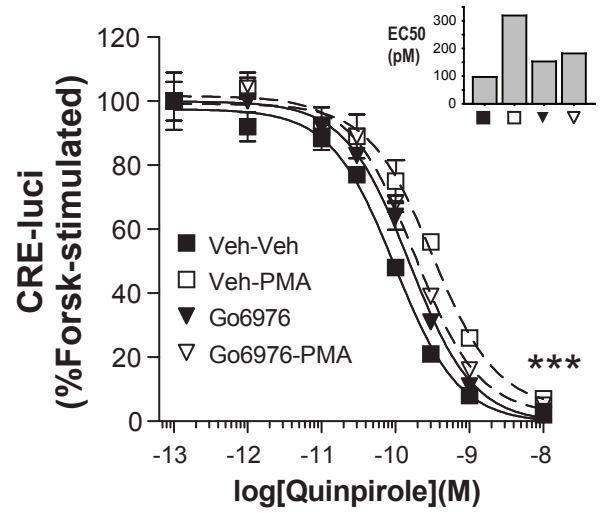 EC50
(pM)
300
200
100
0
120
100
80
60
40
20
0
CRE-luci
(%Forsk-stimulated)
Veh-Veh
Veh-PMA
Go6976
Go6976-PMA
***
-13 -12 -11 -10 -9 -8
log[Quinpirole](M)